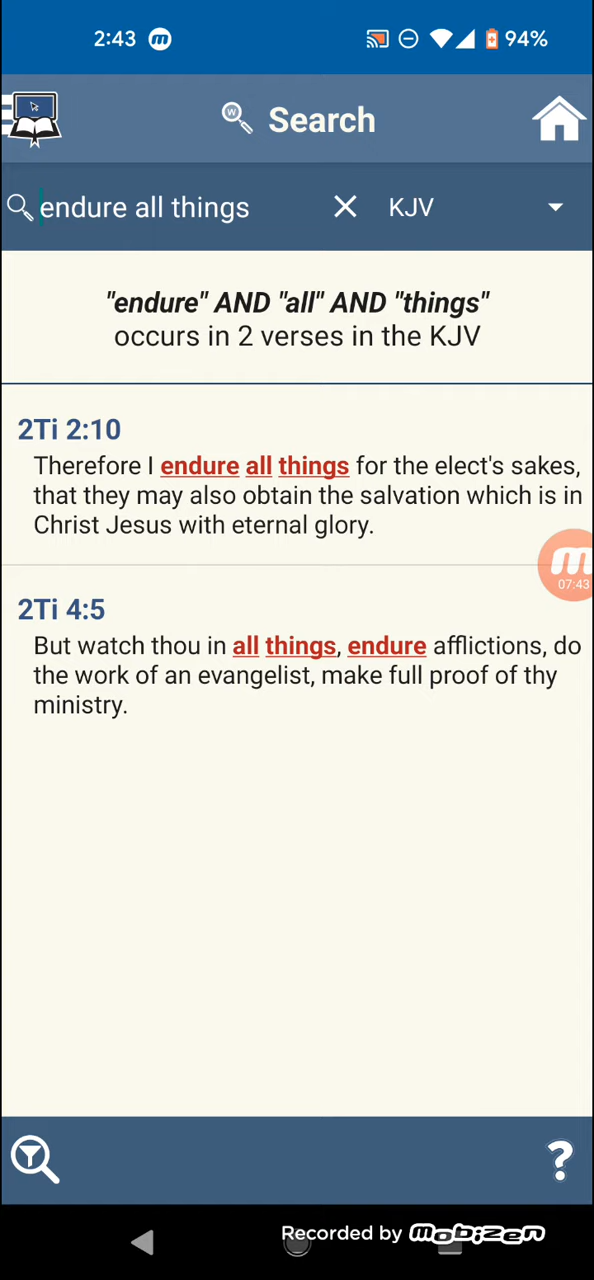 2:43 m 94%
W Search
endure all things KJV
"endure" AND "all" AND "things"
occurs in 2 verses in the KJV
2Ti 2:10
Therefore I endure all things for the elect's sakes,
that they may also obtain the salvation which is in
Christ Jesus with eternal glory.
m
07:43
2Ti 4:5
But watch thou in all things, endure afflictions, do
the work of an evangelist, make full proof of thy
ministry.
?
Recorded by mobizen